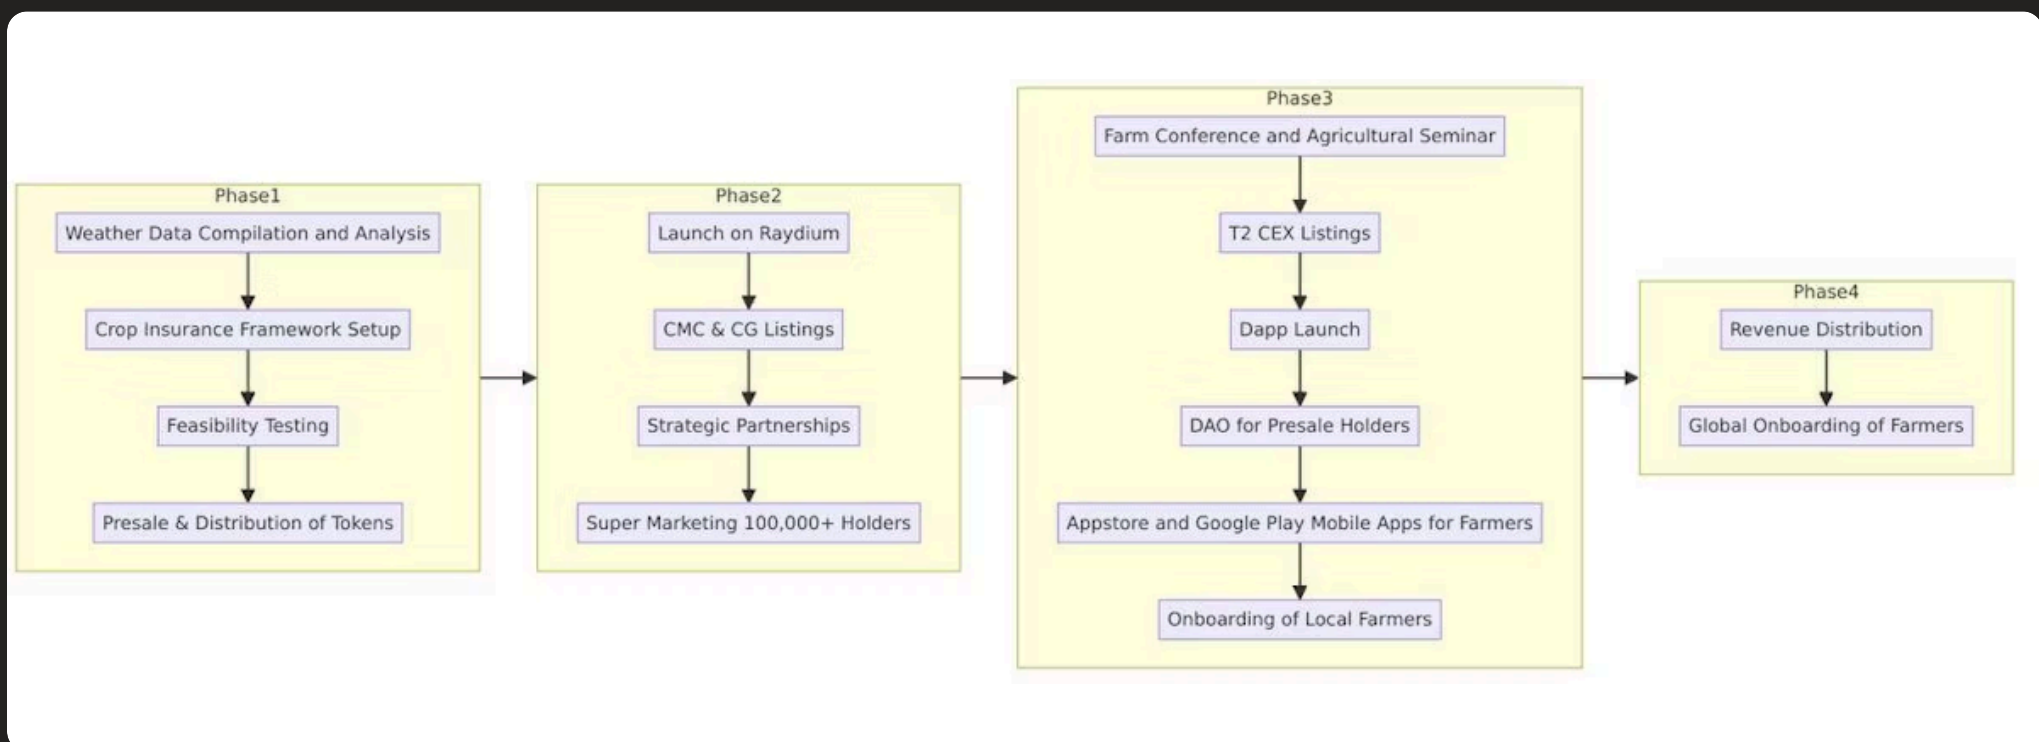 Phase1
Weather Data Compilation and Analysis
Crop Insurance Framework Setup
Feasibility Testing
Presale & Distribution of Tokens
Phase2
Launch on Raydium
CMC & CG Listings
Strategic Partnerships
Super Marketing 100,000+ Holders
Phase3
Farm Conference and Agricultural Seminar
T2 CEX Listings
Dapp Launch
DAO for Presale Holders
Appstore and Google Play Mobile Apps for Farmers
Onboarding of Local Farmers
Phase4
Revenue Distribution
Global Onboarding of Farmers